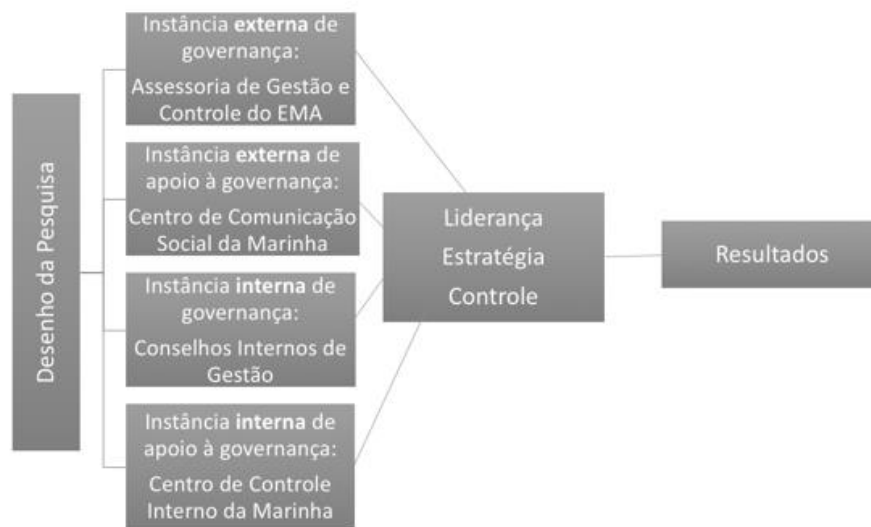 Desenho da Pesquisa
Instância externa de
governança:
Assessoria de Gestão e
Controle do EMA
Instância externa de
apoio à governança:
Centro de Comunicação
Social da Marinha
Instância interna de
governança:
Conselhos Internos de
Gestão
Instância interna de
apoio à governança:
Centro de Controle
Interno da Marinha
Liderança
Estratégia
Controle
Resultados